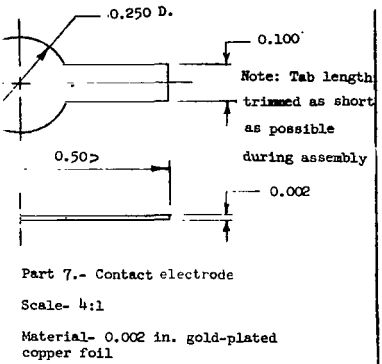 0.250 D.
0.100
Note: Tab length
trimmed as short
as possible
during assembly
0.50
0.002
Part 7.- Contact electrode
Scale- 4:1
Material- 0.002 in. gold-plated
copper foil